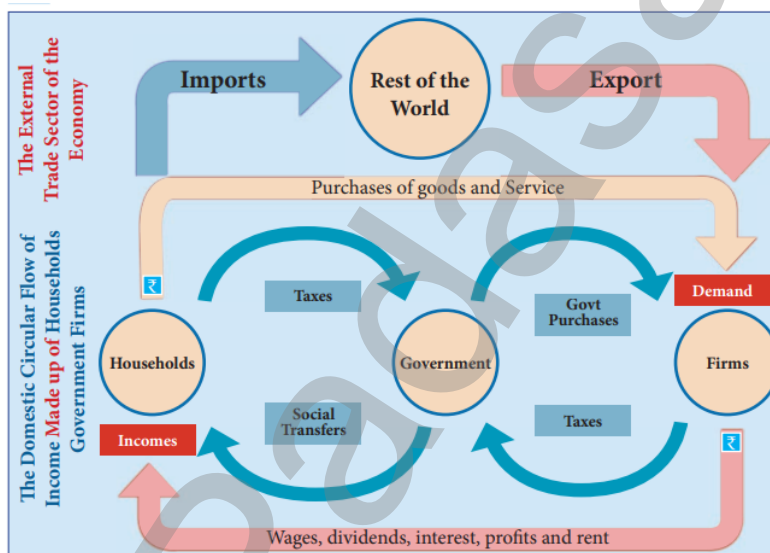 Imports
Rest of the
World
Export
The External
Trade Sector of the
Economy
Purchases of goods and Service
₹
Taxes
Govt
Purchases
Demand
Households
Government
Firms
The Domestic Circular Flow of
Income Made up of Households
Government Firms
Incomes
Social
Transfers
Taxes
₹
Wages, dividends, interest, profits and rent